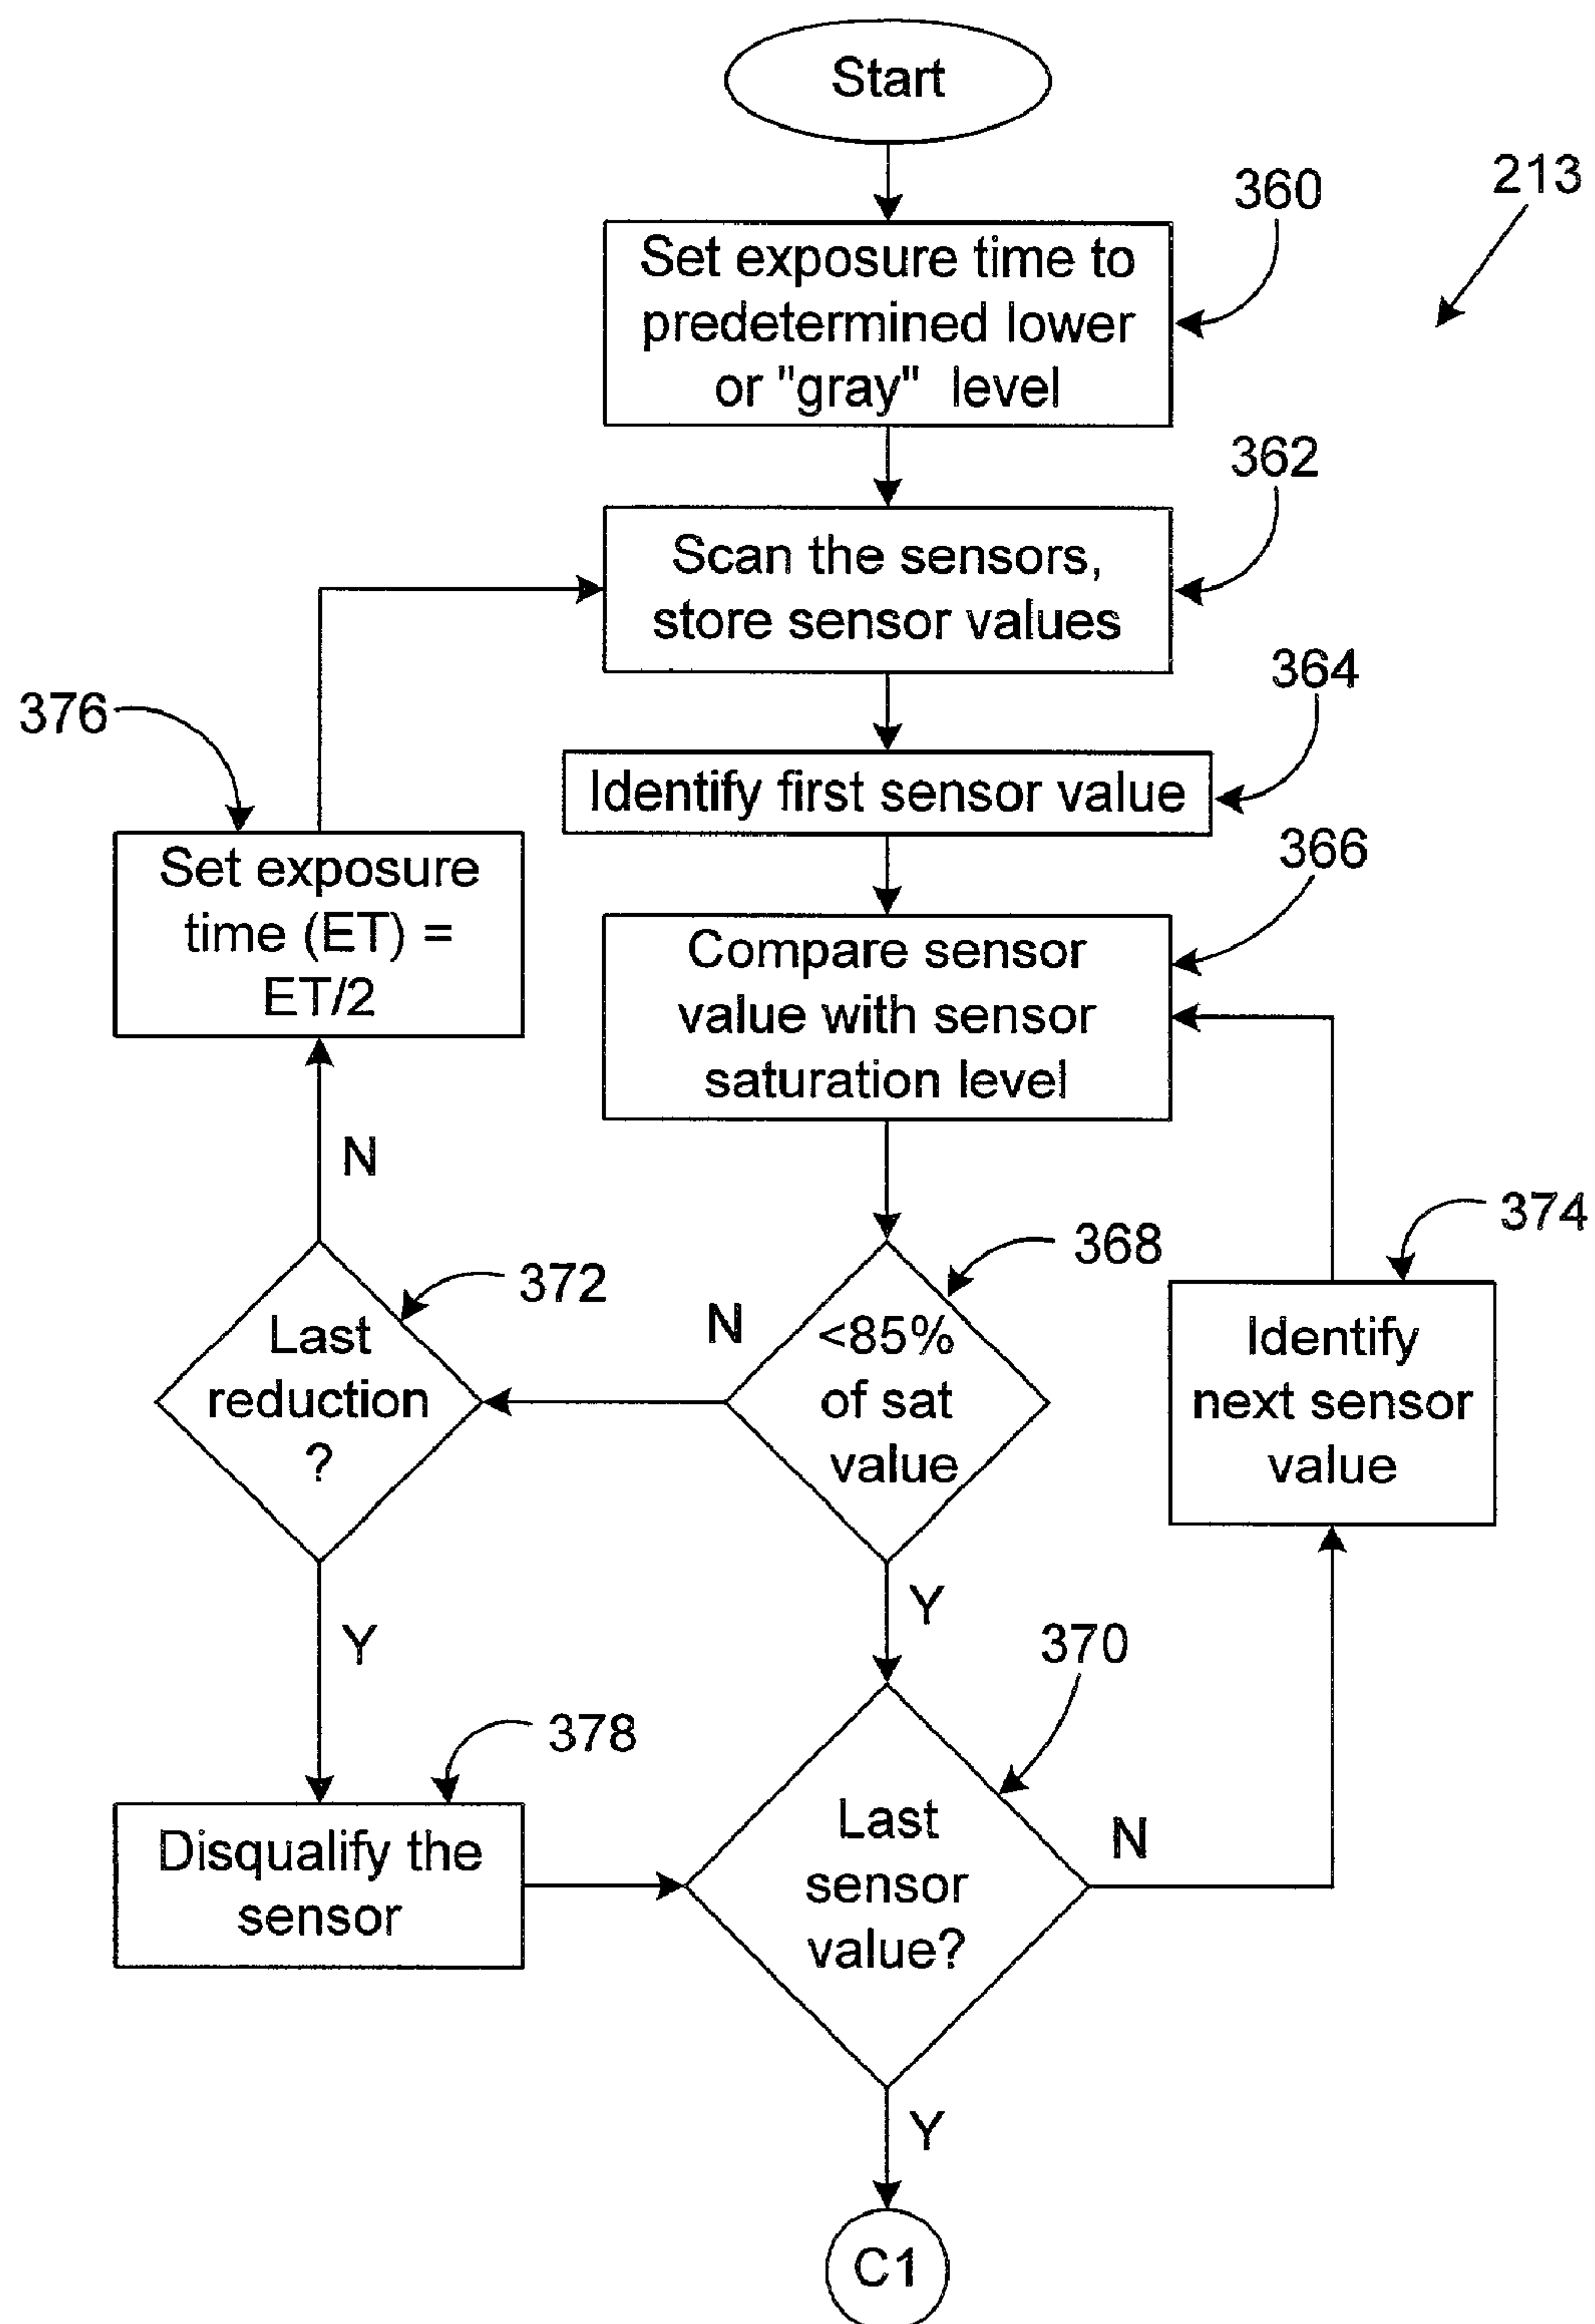 Start
213
360
Set exposure time to
predetermined lower
or "gray" level
362
Scan the sensors,
store sensor values
364
376
Identify first sensor value
366
Set exposure
time (ET) =
ET/2
Compare sensor
value with sensor
saturation level
N
374
368
372
N
Last
reduction
?
<85%
of sat
value
Identify
next sensor
value
Y
Y
370
378
Disqualify the
sensor
Last
sensor
value?
N
Y
C1